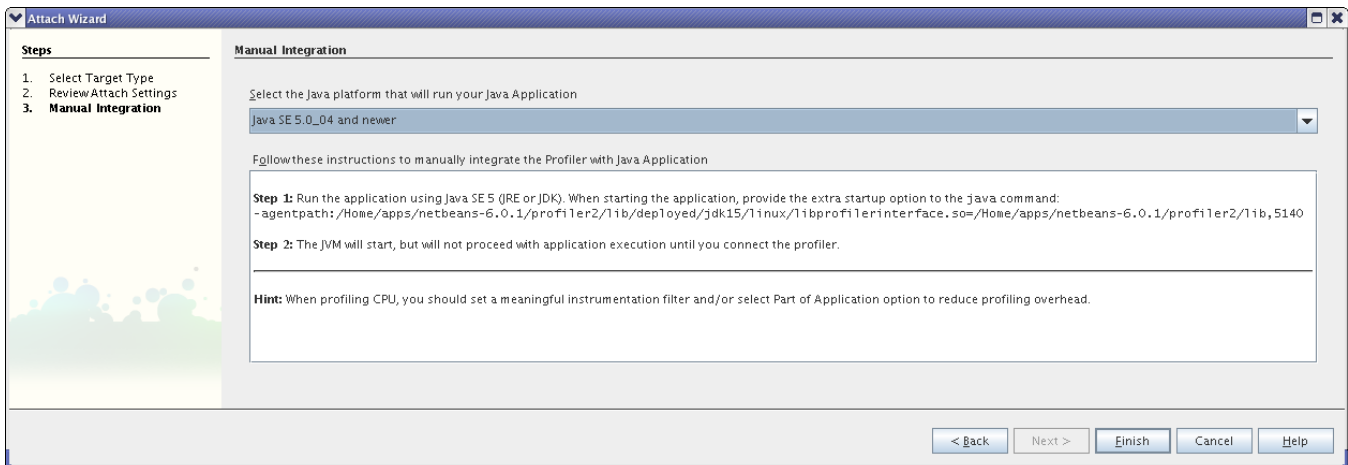 Attach Wizard
Steps
1. Select Target Type
2. Review Attach Settings
3. Manual Integration
Manual Integration
Select the Java platform that will run your Java Application
Java SE 5.0_04 and newer
Follow these instructions to manually integrate the Profiler with Java Application
Step 1: Run the application using Java SE 5 (JRE or JDK). When starting the application, provide the extra startup option to the java command:
-agentpath:/Home/apps/netbeans-6.0.1/profiler2/lib/deployed/jdk15/linux/libprofilerinterface.so=/Home/apps/netbeans-6.0.1/profiler2/lib,5140
Step 2: The JVM will start, but will not proceed with application execution until you connect the profiler.
Hint: When profiling CPU, you should set a meaningful instrumentation filter and/or select Part of Application option to reduce profiling overhead.
< Back Next > Finish Cancel Help